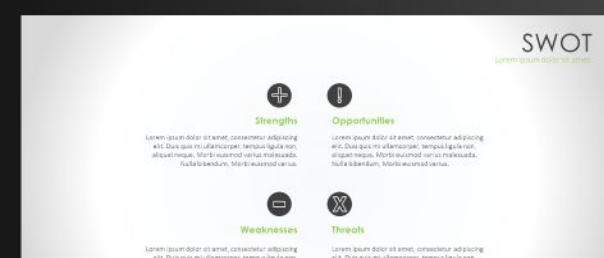 SWOT
Lorem ipsum dolor sit amet.
Strengths
Lorem ipsum dolor sit amet, consectetur adipiscing
elit. Duis quis mi ullamcorper, tempus ligula non,
aliquet neque. Morbi euismod varius malesuada.
Nulla bibendum, Morbi euismod varius.
Opportunities
Lorem ipsum dolor sit amet, consectetur adipiscing
elit. Duis quis mi ullamcorper, tempus ligula non,
aliquet neque. Morbi euismod varius malesuada.
Nulla bibendum, Morbi euismod varius.
Weaknesses
Lorem ipsum dolor sit amet, consectetur adipiscing
Threats
Lorem ipsum dolor sit amet, consectetur adipiscing